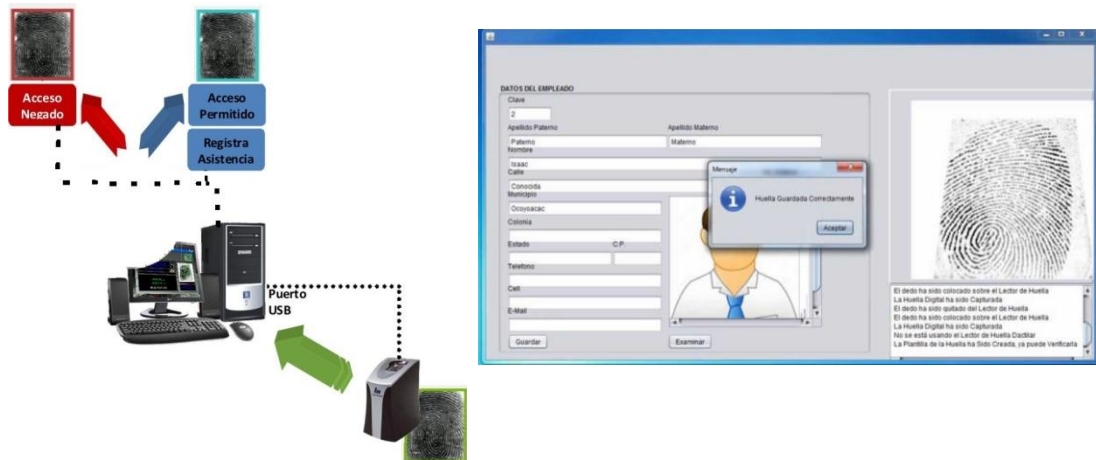 Acceso
Negado
Acceso
Permitido
Registra
Asistencia
Puerto
USB
DATOS DEL EMPLEADO
Clave
2
Apellido Paterno
Apellido Materno
Paterno
Materno
Nombre
Isaac
Calle
Conocida
Municipio
Ocoyoacac
Colonia
Estado
C.P.
Telefono
Cell
E-Mail
Guardar
Examinar
Mensaje
Huella Guardada Correctamente
Aceptar
El dedo ha sido colocado sobre el Lector de Huella
La Huella Digital ha sido Capturada
El dedo ha sido quitado del Lector de Huella
El dedo ha sido colocado sobre el Lector de Huella
La Huella Digital ha sido Capturada
No se está usando el Lector de Huella Dactilar
La Plantilla de la Huella ha Sido Creada, ya puede Verificarla